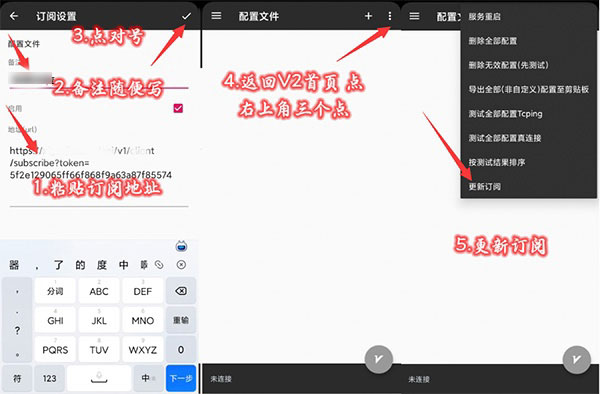 订阅设置
3.点对号
配置文件
备注
2.备注随便写
启用
地址(url)
https:/
/v1/client
/subscribe?token=
5f2e129065ff66f868f9a63a87f85574
1.粘贴订阅地址
器 , 了 的 度 中
分词
ABC
DEF
GHI
JKL
MNO
重输
PQRS
TUV
WXYZ
0
符
123
中
下一步
配置文件
4.返回V2首页 点
右上角三个点
未连接
配置文
服务重启
删除全部配置
删除无效配置(先测试)
导出全部(非自定义)配置至剪贴板
测试全部配置Tcping
测试全部配置真连接
按测试结果排序
更新订阅
5.更新订阅
未连接